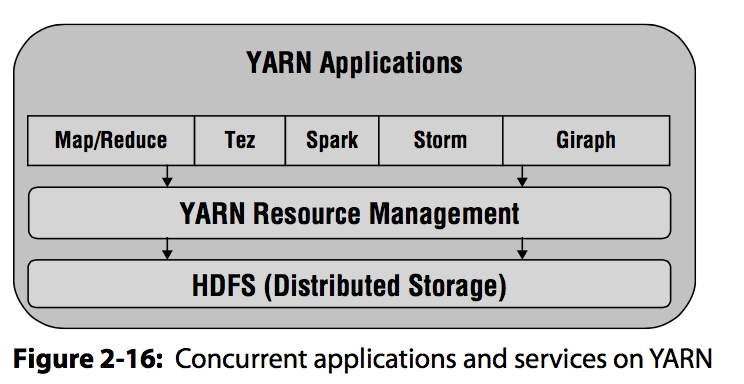 YARN Applications
Map/Reduce Tez Spark Storm Giraph
YARN Resource Management
HDFS (Distributed Storage)
Figure 2-16: Concurrent applications and services on YARN